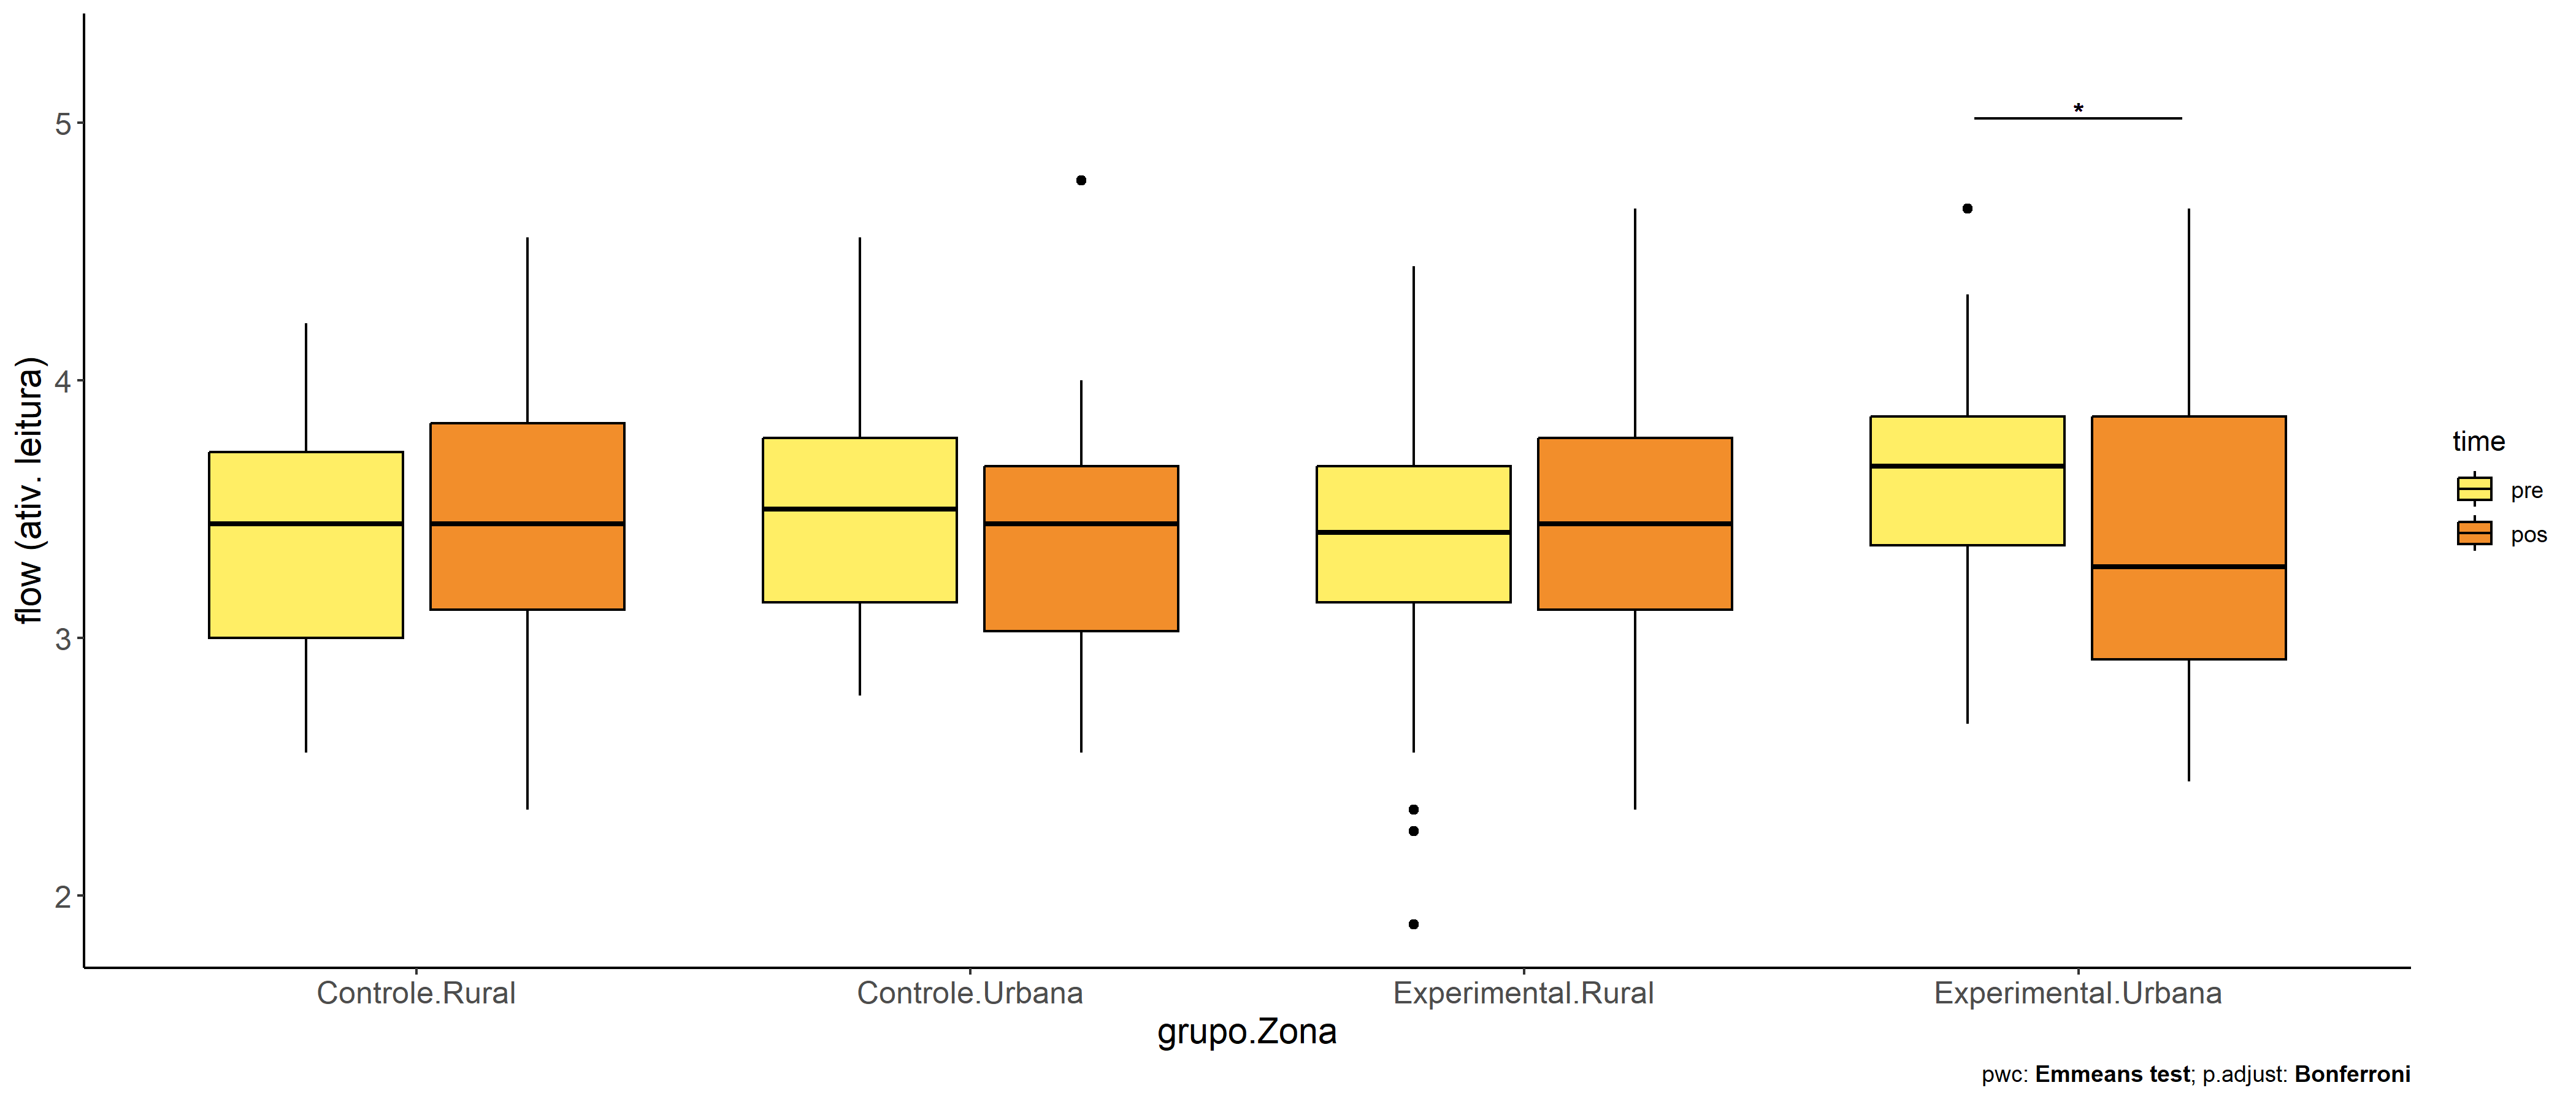 *
5
4
3
2
flow (ativ. leitura)
Controle.Rural
Controle.Urbana
Experimental.Rural
Experimental.Urbana
grupo.Zona
time
pre
pos
pwc: Emmeans test; p.adjust: Bonferroni